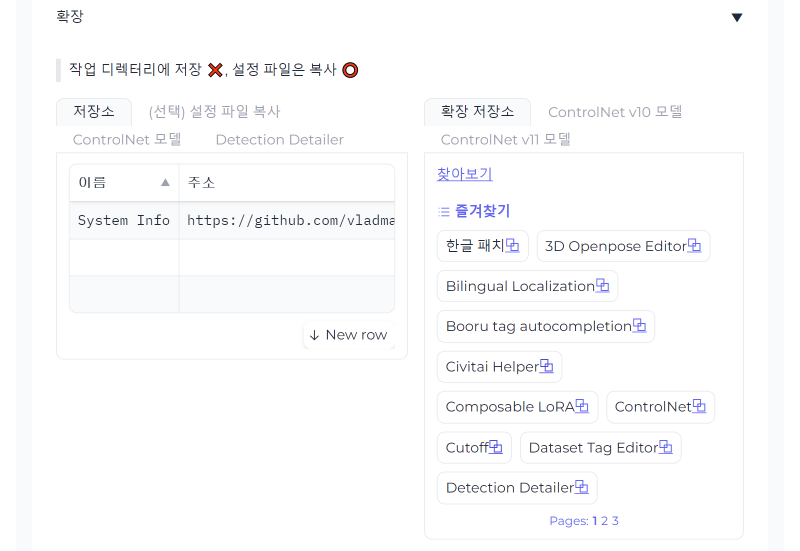 확장
작업 디렉터리에 저장 ❌, 설정 파일은 복사 ⭕
저장소 (선택) 설정 파일 복사
ControlNet 모델 Detection Detailer
이름 주소
System Info https://github.com/vladma
New row
확장 저장소 ControlNet v10 모델
ControlNet v11 모델
찾아보기
즐겨찾기
한글 패치 3D Openpose Editor
Bilingual Localization
Booru tag autocompletion
Civitai Helper
Composable LoRA ControlNet
Cutoff Dataset Tag Editor
Detection Detailer
Pages: 1 2 3